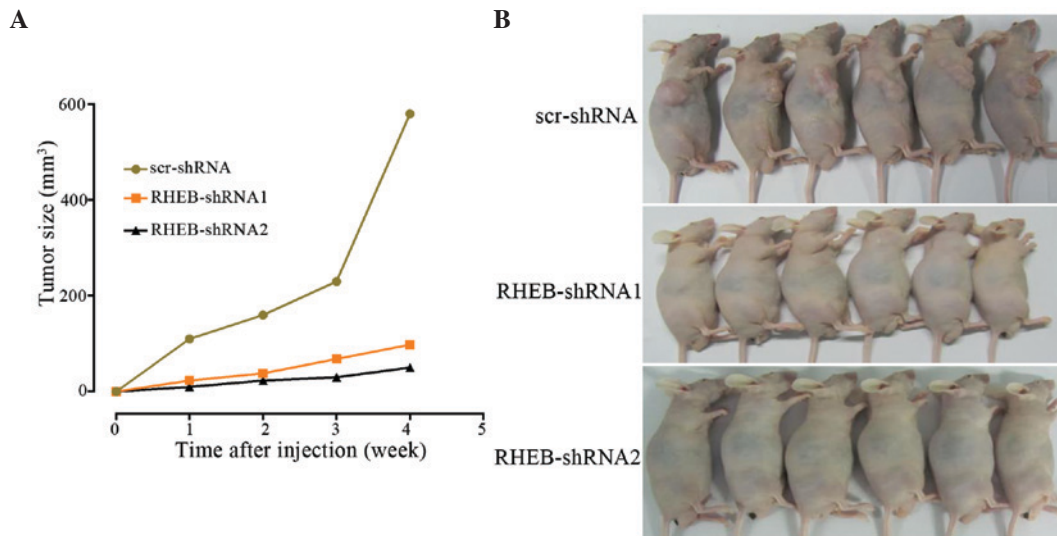 A
B
600
400
200
0
Tumor size (mm³)
scr-shRNA
RHEB-shRNA1
RHEB-shRNA2
0 1 2 3 4 5
Time after injection (week)
scr-shRNA
RHEB-shRNA1
RHEB-shRNA2